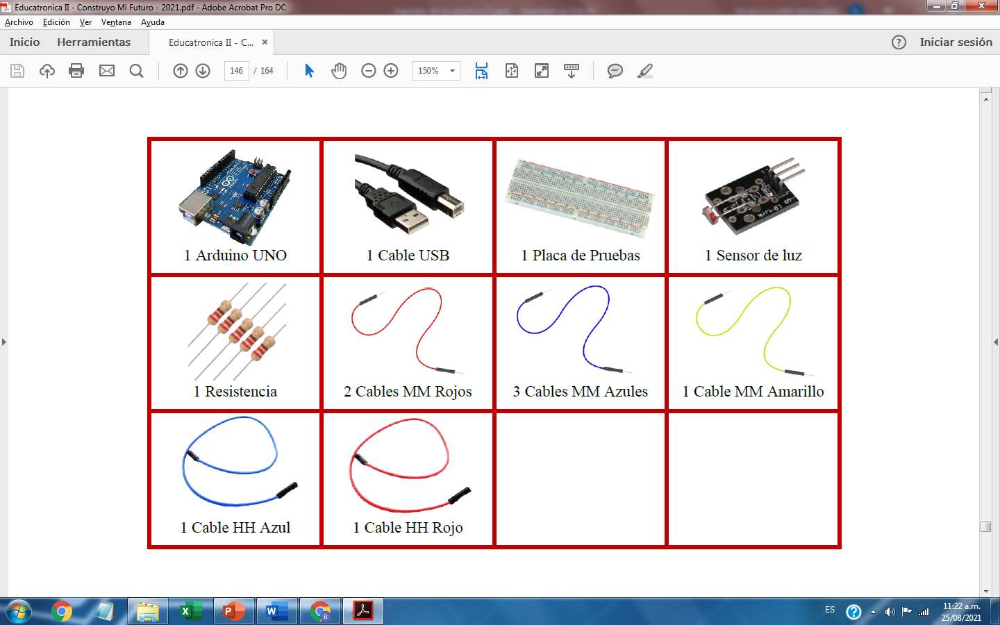 Educatronica II - Construyo Mi Futuro - 2021.pdf - Adobe Acrobat Pro DC
Archivo Edición Ver Ventana Ayuda
Inicio Herramientas Educatronica II - C... × Iniciar sesión
146 / 164 150%
1 Arduino UNO 1 Cable USB 1 Placa de Pruebas 1 Sensor de luz
1 Resistencia 2 Cables MM Rojos 3 Cables MM Azules 1 Cable MM Amarillo
1 Cable HH Azul 1 Cable HH Rojo
ES 11:22 a.m.
25/08/2021